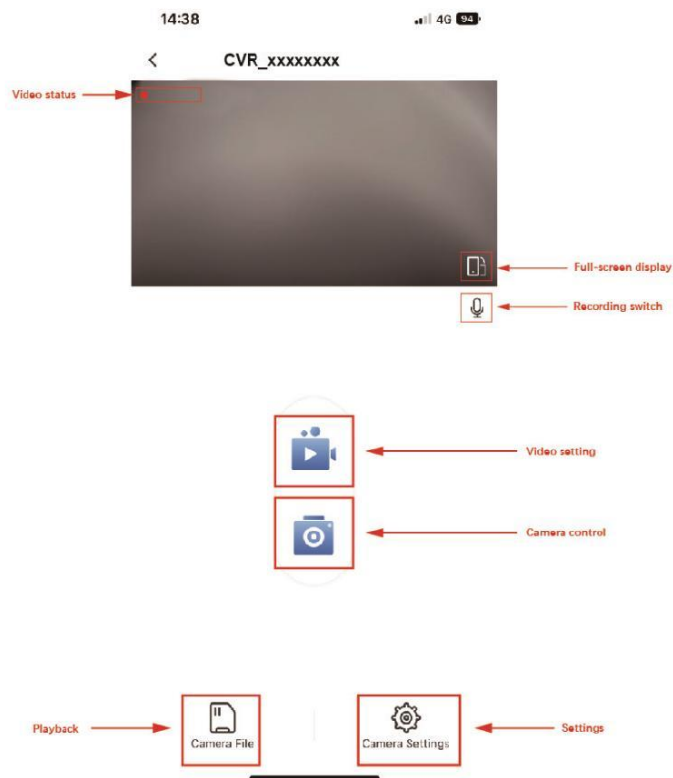 14:38
4G 94
CVR_xxxxxxxx
Video status
Full-screen display
Recording switch
Video setting
Camera control
Playback
Camera File
Camera Settings
Settings